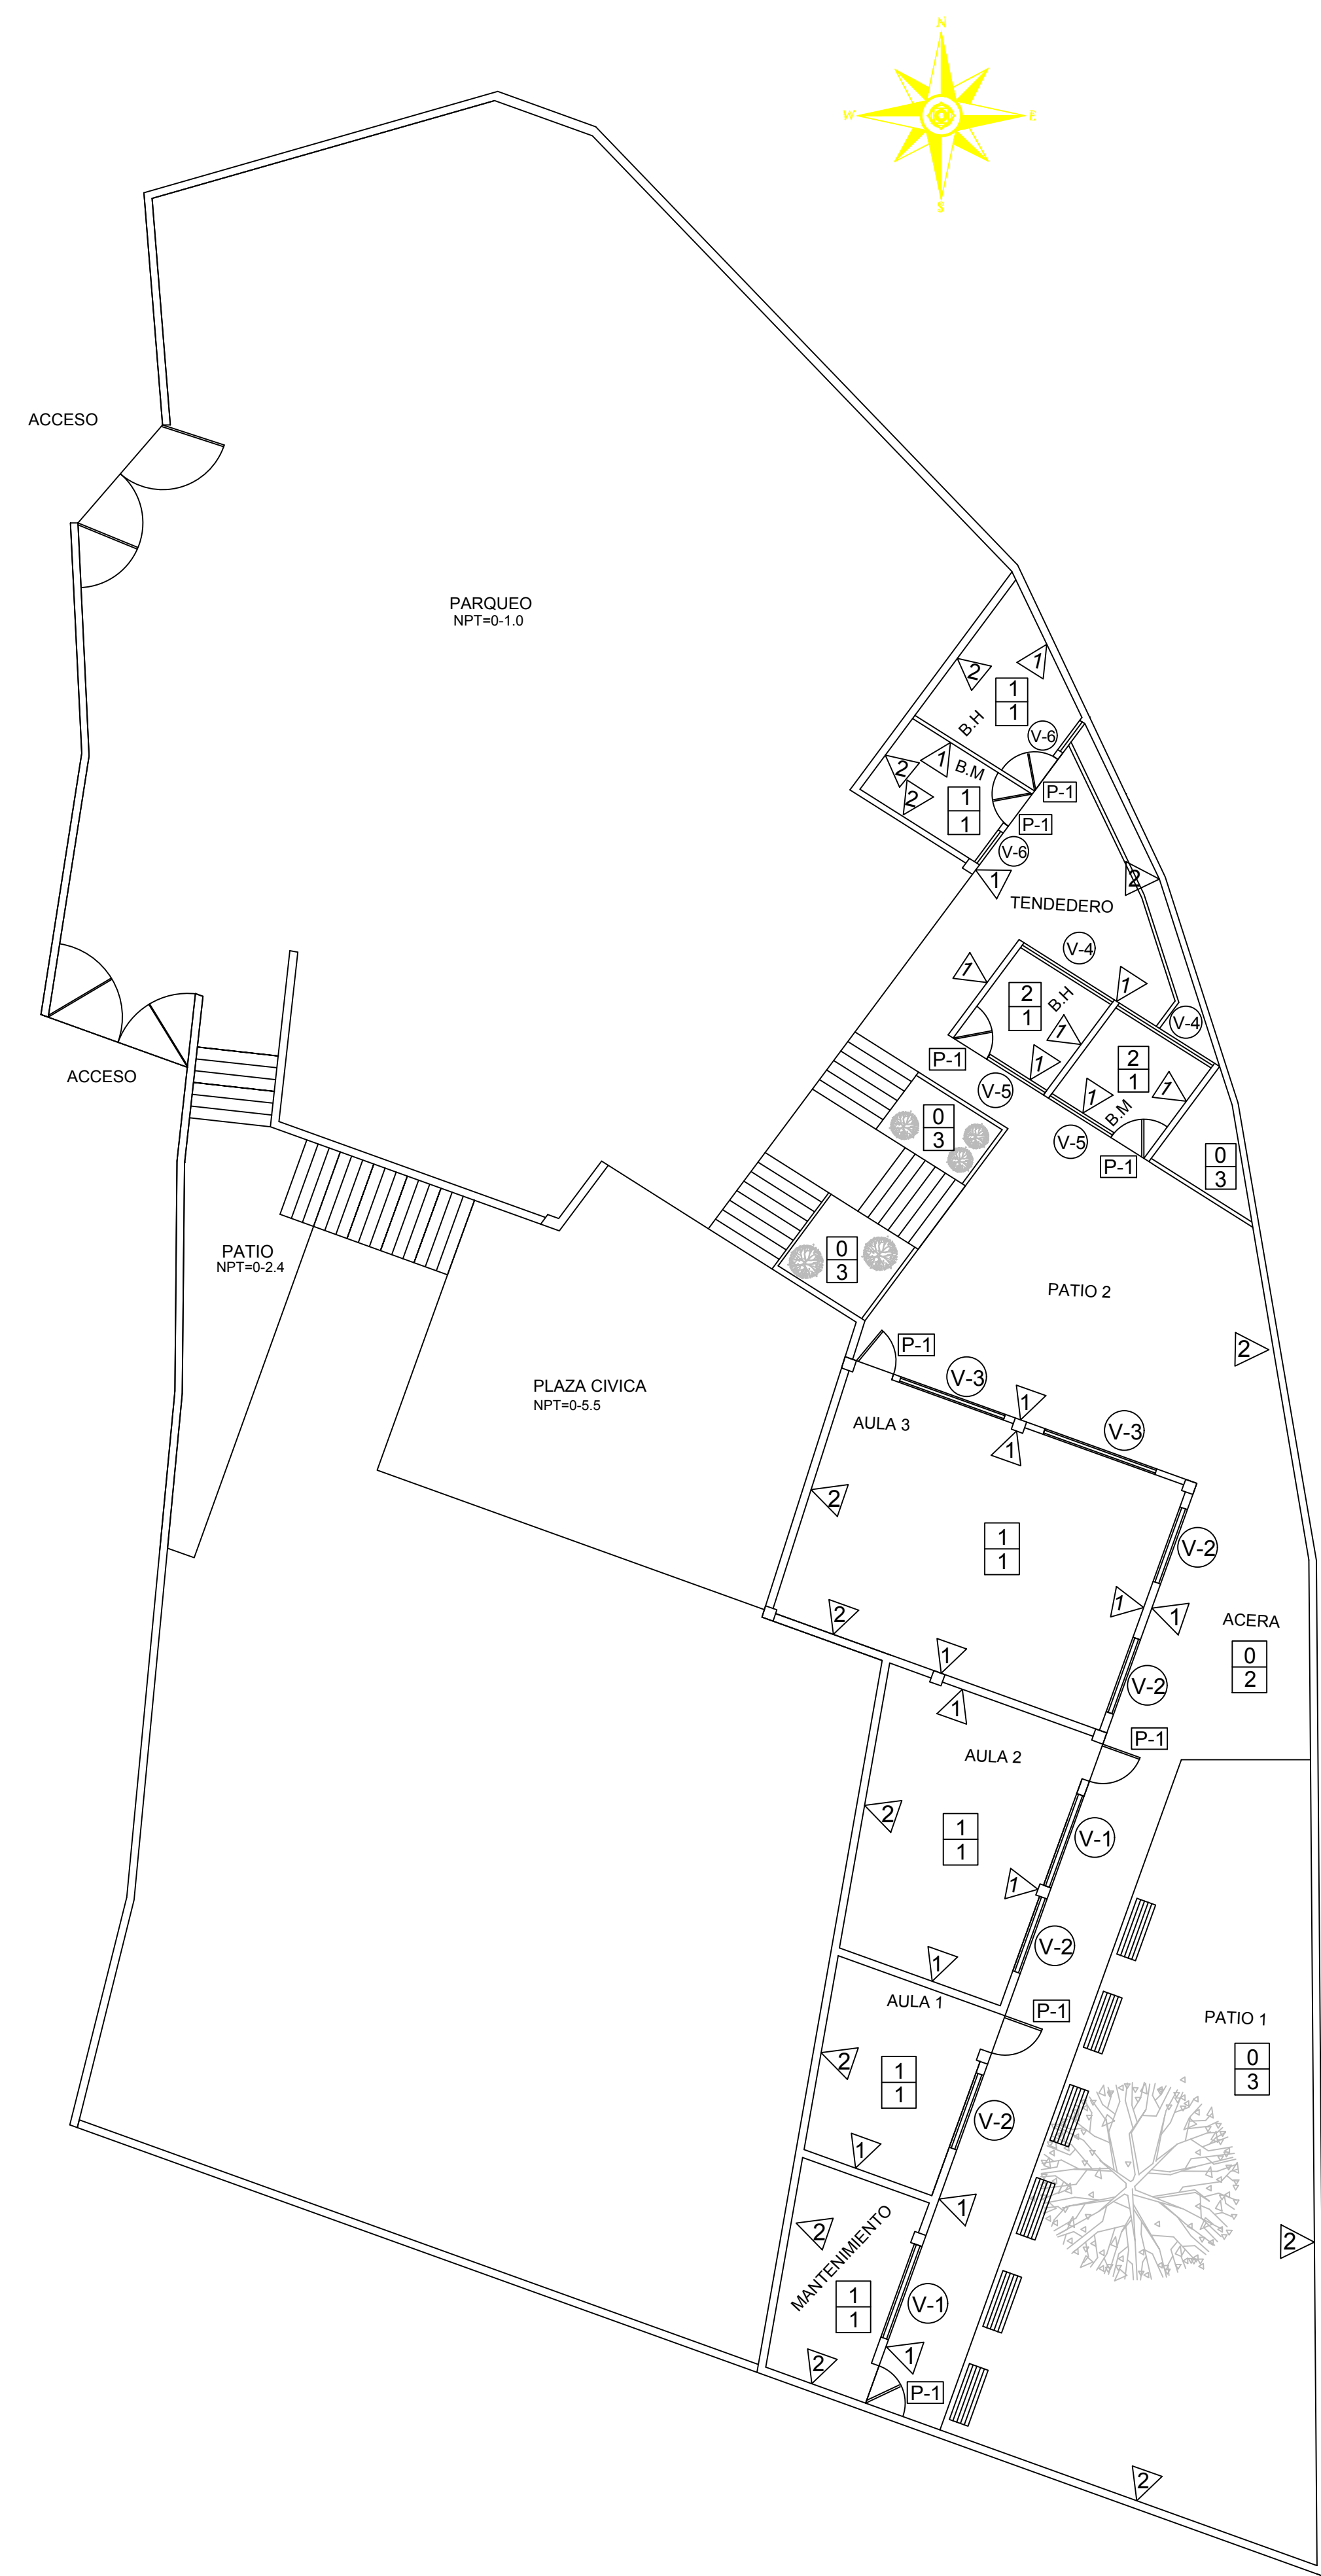 N
W
E
S
ACCESO
PARQUEO
NPT=0-1.0
1
2
1
1
B.H
V-6
1
2
B.M
P-1
2
1
1
P-1
V-6
1
2
TENDEDERO
V-4
1
1
2
1
B.H
V-4
1
P-1
2
1
1
1
V-5
1
B.M
ACCESO
0
3
V-5
P-1
0
3
PATIO
NPT=0-2.4
0
3
PATIO 2
P-1
2
V-3
PLAZA CIVICA
NPT=0-5.5
1
AULA 3
V-3
1
2
1
1
V-2
1
1
2
ACERA
0
2
1
V-2
1
P-1
AULA 2
2
1
1
V-1
1
V-2
1
AULA 1
P-1
PATIO 1
2
1
1
0
3
V-2
1
1
2
MANTENIMIENTO
2
1
1
V-1
1
2
P-1
2